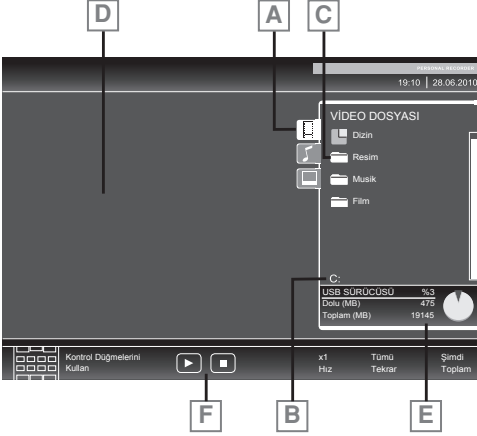 D
A
C
PERSONAL RECORDER
19:10 | 28.06.2010
VİDEO DOSYASI
Dizin
Resim
Musik
Film
C:
USB SÜRÜCÜSÜ %3
Dolu (MB) 475
Toplam (MB) 19145
Kontrol Düğmelerini
Kullan
x1 Tümü Şimdi
Hız Tekrar Toplam
F
B
E